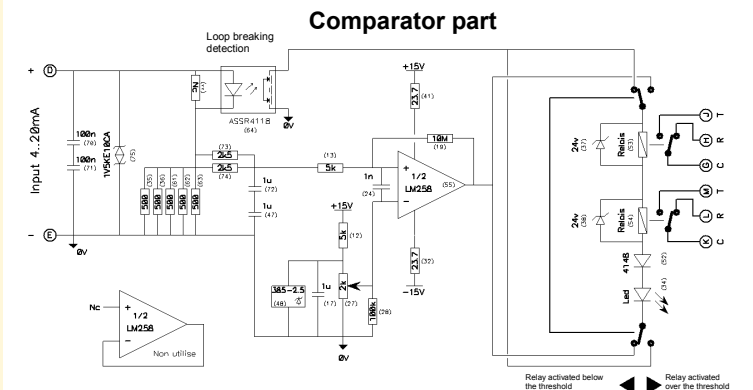 Comparator part
Loop breaking
detection
+ D
Nc
(11)
ASSR4118
(64)
0V
+15V
23.7
(41)
10M
(19)
Input 4..20mA
100n
(70)
100n
(71)
1V5KE10CA
(75)
(73)
2k5
2k5
(74)
(13)
5k
1n
(24)
+
-
1/2
LM258
(55)
500 (35)
500 (36)
500 (61)
500 (62)
500 (63)
1u
(72)
1u
(47)
+15V
5k
(12)
23.7
(32)
-15V
- E
0V
385-2.5
(48)
1u
(17)
2k
(27)
100k
(28)
0V
Nc
+
-
1/2
LM258
Non utilise
24v
(37)
Relais
(53)
J T
H R
G C
24v
(38)
Relais
(54)
M T
L R
K C
4148
(52)
Led
(34)
Relay activated below
the threshold
Relay activated
over the threshold